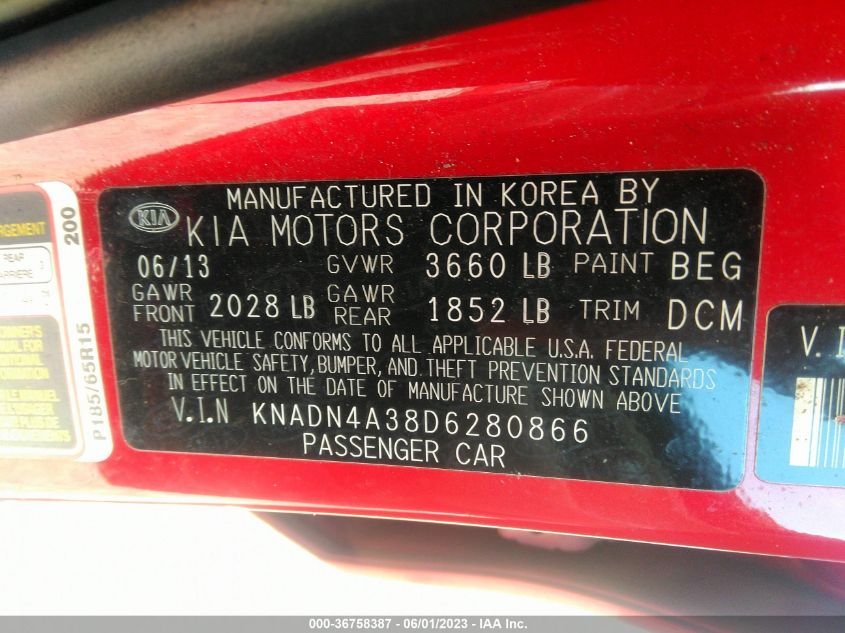 MANUFACTURED IN KOREA BY
KIA KIA MOTORS CORPORATION
06/13 GVWR 3660 LB PAINT BEG
GAWR FRONT 2028 LB GAWR REAR 1852 LB TRIM DCM
THIS VEHICLE CONFORMS TO ALL APPLICABLE U.S.A. FEDERAL
MOTOR VEHICLE SAFETY, BUMPER, AND THEFT PREVENTION STANDARDS
IN EFFECT ON THE DATE OF MANUFACTURE SHOWN ABOVE
V.I.N KNADN4A38D6280866
PASSENGER CAR
200
P185/65R15
REAR
V. I
000-36758387 - 06/01/2023 - IAA Inc.